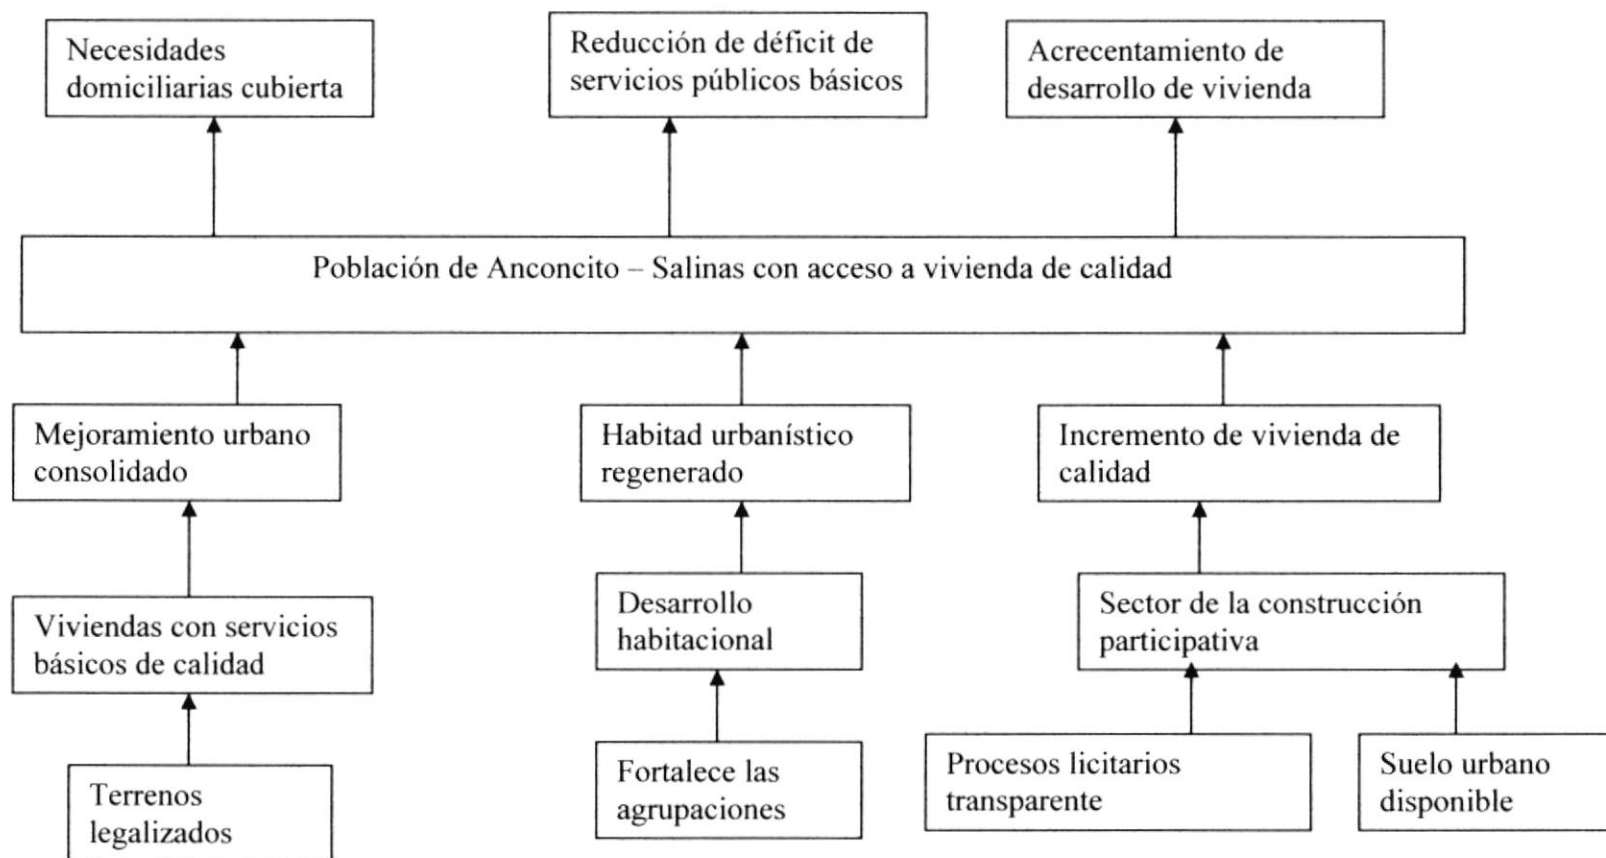 Necesidades
domiciliarias cubierta
Reducción de déficit de
servicios públicos básicos
Acrecentamiento de
desarrollo de vivienda
Población de Anconcito – Salinas con acceso a vivienda de calidad
Mejoramiento urbano
consolidado
Habitad urbanístico
regenerado
Incremento de vivienda de
calidad
Viviendas con servicios
básicos de calidad
Desarrollo
habitacional
Sector de la construcción
participativa
Terrenos
legalizados
Fortalece las
agrupaciones
Procesos licitarios
transparente
Suelo urbano
disponible